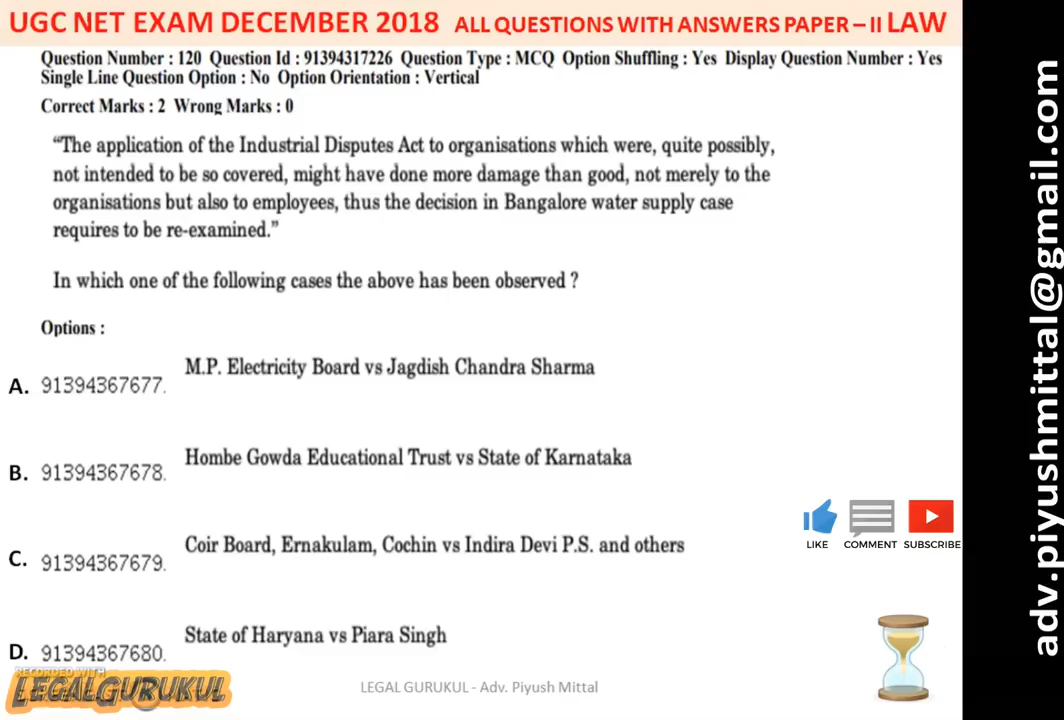 UGC NET EXAM DECEMBER 2018 ALL QUESTIONS WITH ANSWERS PAPER – II LAW
Question Number : 120 Question Id : 91394317226 Question Type : MCQ Option Shuffling : Yes Display Question Number : Yes
Single Line Question Option : No Option Orientation : Vertical
Correct Marks : 2 Wrong Marks : 0
“The application of the Industrial Disputes Act to organisations which were, quite possibly,
not intended to be so covered, might have done more damage than good, not merely to the
organisations but also to employees, thus the decision in Bangalore water supply case
requires to be re-examined.”
In which one of the following cases the above has been observed ?
Options :
M.P. Electricity Board vs Jagdish Chandra Sharma
A. 91394367677.
Hombe Gowda Educational Trust vs State of Karnataka
B. 91394367678.
Coir Board, Ernakulam, Cochin vs Indira Devi P.S. and others
C. 91394367679.
State of Haryana vs Piara Singh
D. 91394367680.
LIKE COMMENT SUBSCRIBE
RECORDED WITH
LEGALGURUKUL
LEGAL GURUKUL - Adv. Piyush Mittal
adv.piyushmittal@gmail.com